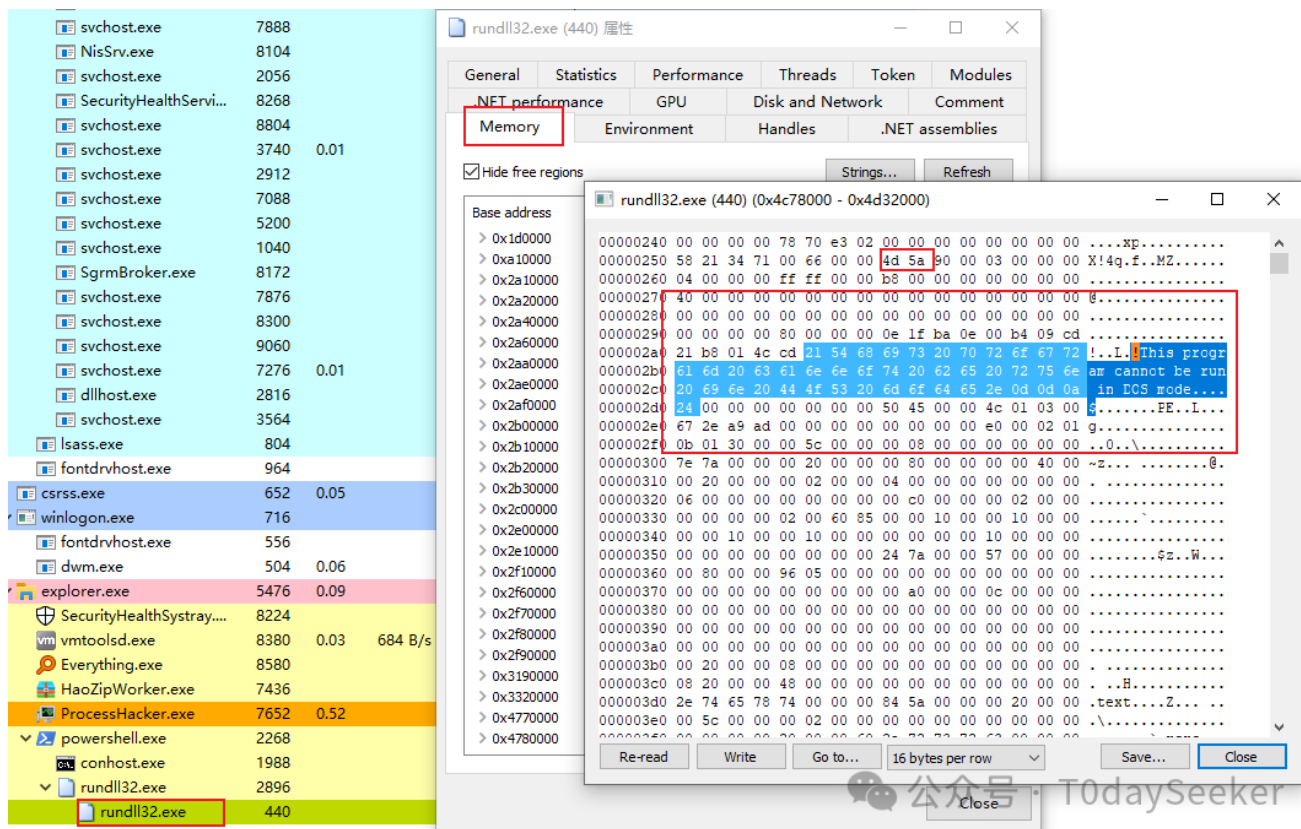 svchost.exe 7888
NisSrv.exe 8104
svchost.exe 2056
SecurityHealthServi... 8268
svchost.exe 8804
svchost.exe 3740 0.01
svchost.exe 2912
svchost.exe 7088
svchost.exe 5200
svchost.exe 1040
SgrmBroker.exe 8172
svchost.exe 7876
svchost.exe 8300
svchost.exe 9060
svchost.exe 7276 0.01
dllhost.exe 2816
svchost.exe 3564
lsass.exe 804
fontdrvhost.exe 964
csrss.exe 652 0.05
winlogon.exe 716
fontdrvhost.exe 556
dwm.exe 504 0.06
explorer.exe 5476 0.09
SecurityHealthSystray.... 8224
vm vmtoolsd.exe 8380 0.03 684 B/s
Everything.exe 8580
HaoZipWorker.exe 7436
ProcessHacker.exe 7652 0.52
powershell.exe 2268
conhost.exe 1988
rundll32.exe 2896
rundll32.exe 440
rundll32.exe (440) 属性
General Statistics Performance Threads Token Modules
.NET performance GPU Disk and Network Comment
Memory Environment Handles .NET assemblies
Hide free regions Strings... Refresh
Base address
0x1d0000
0xa10000
0x2a10000
0x2a20000
0x2a40000
0x2a60000
0x2aa0000
0x2ae0000
0x2af0000
0x2b00000
0x2b10000
0x2b20000
0x2b30000
0x2c00000
0x2e00000
0x2e10000
0x2f10000
0x2f60000
0x2f70000
0x2f80000
0x2f90000
0x3190000
0x3320000
0x4770000
0x4780000
rundll32.exe (440) (0x4c78000 - 0x4d32000)
00000240 00 00 00 00 78 70 e3 02 00 00 00 00 00 00 00 00 ....xp..........
00000250 58 21 34 71 00 66 00 00 4d 5a 90 00 03 00 00 00 X!4q.f..MZ......
00000260 04 00 00 00 ff ff 00 00 b8 00 00 00 00 00 00 00 ................
00000270 40 00 00 00 00 00 00 00 00 00 00 00 00 00 00 00 @...............
00000280 00 00 00 00 00 00 00 00 00 00 00 00 00 00 00 00 ................
00000290 00 00 00 00 80 00 00 00 0e 1f ba 0e 00 b4 09 cd ................
000002a0 21 b8 01 4c cd 21 54 68 69 73 20 70 72 6f 67 72 !..L.!This progr
000002b0 61 6d 20 63 61 6e 6e 6f 74 20 62 65 20 72 75 6e am cannot be run
000002c0 20 69 6e 20 44 4f 53 20 6d 6f 64 65 2e 0d 0d 0a in DOS mode....
000002d0 24 00 00 00 00 00 00 00 50 45 00 00 4c 01 03 00 $.......PE..L...
000002e0 67 2e a9 ad 00 00 00 00 00 00 00 00 e0 00 02 01 g...............
000002f0 0b 01 30 00 00 5c 00 00 00 08 00 00 00 00 00 00 ..0..\..........
00000300 7e 7a 00 00 00 20 00 00 00 80 00 00 00 00 40 00 ~z... ........@.
00000310 00 20 00 00 00 02 00 00 04 00 00 00 00 00 00 00 . ..............
00000320 06 00 00 00 00 00 00 00 00 c0 00 00 00 02 00 00 ................
00000330 00 00 00 00 02 00 60 85 00 00 10 00 00 10 00 00 ......`.........
00000340 00 00 10 00 00 10 00 00 00 00 00 00 10 00 00 00 ................
00000350 00 00 00 00 00 00 00 00 24 7a 00 00 57 00 00 00 ........$z..W...
00000360 00 80 00 00 96 05 00 00 00 00 00 00 00 00 00 00 ................
00000370 00 00 00 00 00 00 00 00 00 a0 00 00 0c 00 00 00 ................
00000380 00 00 00 00 00 00 00 00 00 00 00 00 00 00 00 00 ................
00000390 00 00 00 00 00 00 00 00 00 00 00 00 00 00 00 00 ................
000003a0 00 00 00 00 00 00 00 00 00 00 00 00 00 00 00 00 ................
000003b0 00 20 00 00 08 00 00 00 00 00 00 00 00 00 00 00 . ..............
000003c0 08 20 00 00 48 00 00 00 00 00 00 00 00 00 00 00 . ..H...........
000003d0 2e 74 65 78 74 00 00 00 84 5a 00 00 00 20 00 00 .text....Z... ..
000003e0 00 5c 00 00 00 02 00 00 00 00 00 00 00 00 00 00 .\..............
Re-read Write Go to... 16 bytes per row Save... Close
Close
公众号 · T0daySeeker